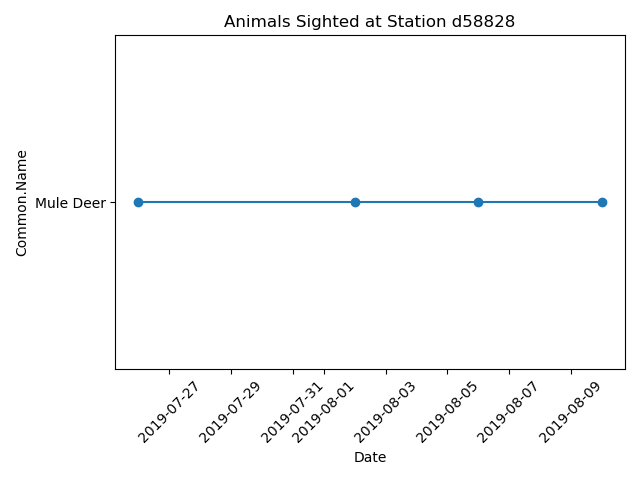 Animals Sighted at Station d58828
Common.Name
Mule Deer
2019-07-27
2019-07-29
2019-07-31
2019-08-01
2019-08-03
2019-08-05
2019-08-07
2019-08-09
Date